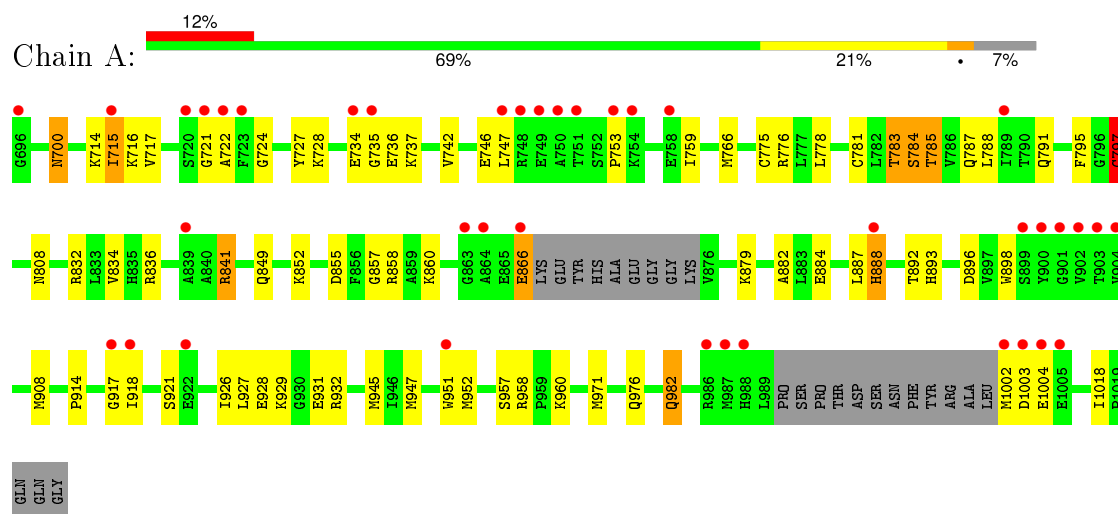 12%
Chain A:
69% 21% • 7%
G696 N700 K714 I715 K716 V717 S720 G721 A722 F723 G724 Y727 K728 E734 G735 E736 K737 V742 E746 L747 R748 E749 A750 T751 S752 P753 K754 E758 I759 M766 C775 R776 L777 L778 C781 L782 T783 S784 T785 V786 Q787 L788 I789 T790 Q791 F795 G796
N808 R832 L833 V834 H835 R836 A839 A840 R841 Q849 K852 D855 F856 G857 R858 A859 K860 G863 A864 E865 E866 LYS GLU TYR HIS ALA GLU GLY GLY LYS V876 K879 A882 L883 E884 L887 H888 T892 H893 D896 V897 W898 S899 Y900 G901 V902 T903
M908 P914 G917 I918 S921 E922 I926 L927 E928 K929 G930 E931 R932 M945 I946 M947 W951 M952 S957 R958 P959 K960 M971 Q976 Q982 R986 M987 H988 L989 PRO SER PRO THR ASP SER ASN PHE TYR ARG ALA LEU M1002 D1003 E1004 E1005 I1018
GLN GLN GLY